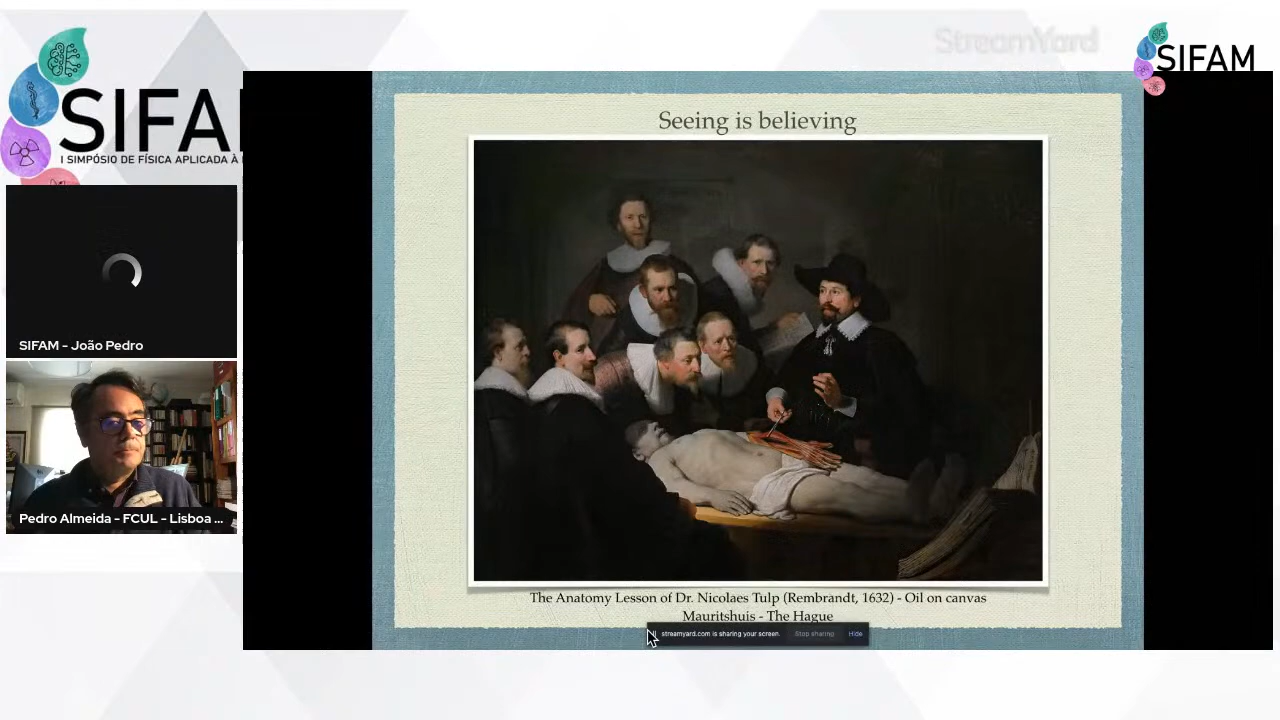 StreamYard
SIFAM
SIFA
I SIMPÓSIO DE FÍSICA APLICADA À
Seeing is believing
SIFAM - João Pedro
Pedro Almeida - FCUL - Lisboa ...
The Anatomy Lesson of Dr. Nicolaes Tulp (Rembrandt, 1632) - Oil on canvas
Mauritshuis - The Hague
streamyard.com is sharing your screen.
Stop sharing
Hide